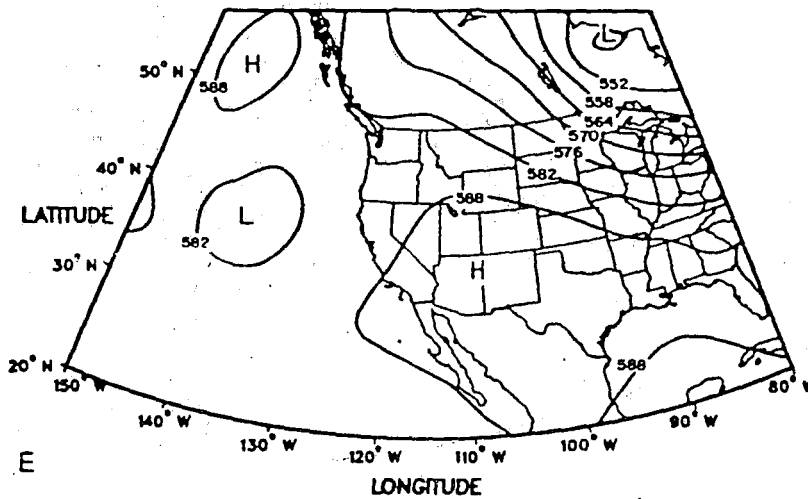 L
H
50° N
588
552
558
564
570
576
582
40° N
588
LATITUDE
L
582
30° N
H
20° N
588
150° W
80° W
140° W
90° W
130° W
100° W
120° W
110° W
E
LONGITUDE